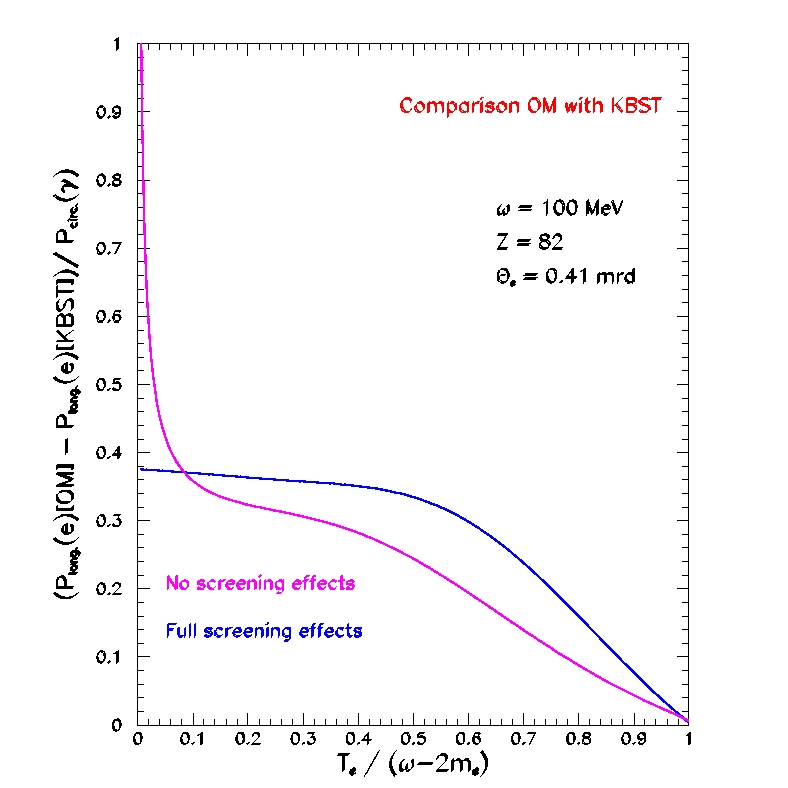 Comparison OM with KBST
ω = 100 MeV
Z = 82
Θe = 0.41 mrd
(Plong.(e)[OM] − Plong.(e)[KBST])/ Pcirc.(γ)
1
0.9
0.8
0.7
0.6
0.5
0.4
0.3
0.2
0.1
0
No screening effects
Full screening effects
0 0.1 0.2 0.3 0.4 0.5 0.6 0.7 0.8 0.9 1
Te / (ω−2me)